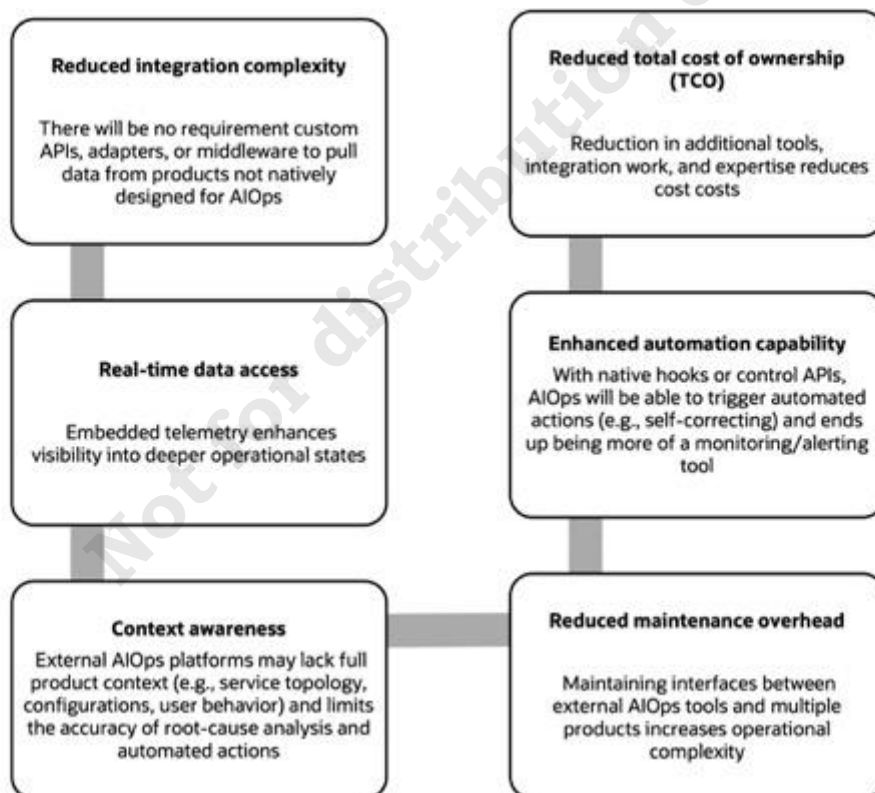 Reduced integration complexity
There will be no requirement custom
APIs, adapters, or middleware to pull
data from products not natively
designed for AIOps
Real-time data access
Embedded telemetry enhances
visibility into deeper operational states
Context awareness
External AIOps platforms may lack full
product context (e.g., service topology,
configurations, user behavior) and limits
the accuracy of root-cause analysis and
automated actions
Reduced maintenance overhead
Maintaining interfaces between
external AIOps tools and multiple
products increases operational
complexity
Enhanced automation capability
With native hooks or control APIs,
AIOps will be able to trigger automated
actions (e.g., self-correcting) and ends
up being more of a monitoring/alerting
tool
Reduced total cost of ownership
(TCO)
Reduction in additional tools,
integration work, and expertise reduces
cost costs
Not for distribution